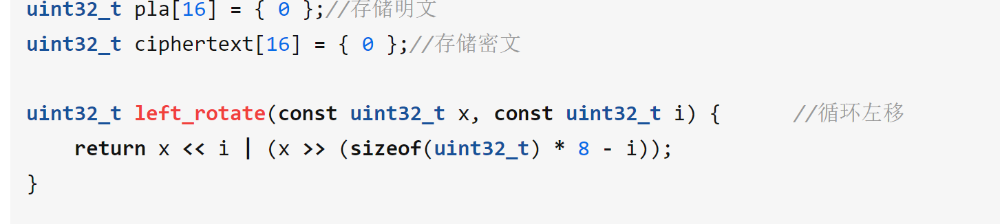 uint32_t pla[16] = { 0 };//存储明文
uint32_t ciphertext[16] = { 0 };//存储密文
uint32_t left_rotate(const uint32_t x, const uint32_t i) {      //循环左移
    return x << i | (x >> (sizeof(uint32_t) * 8 - i));
}